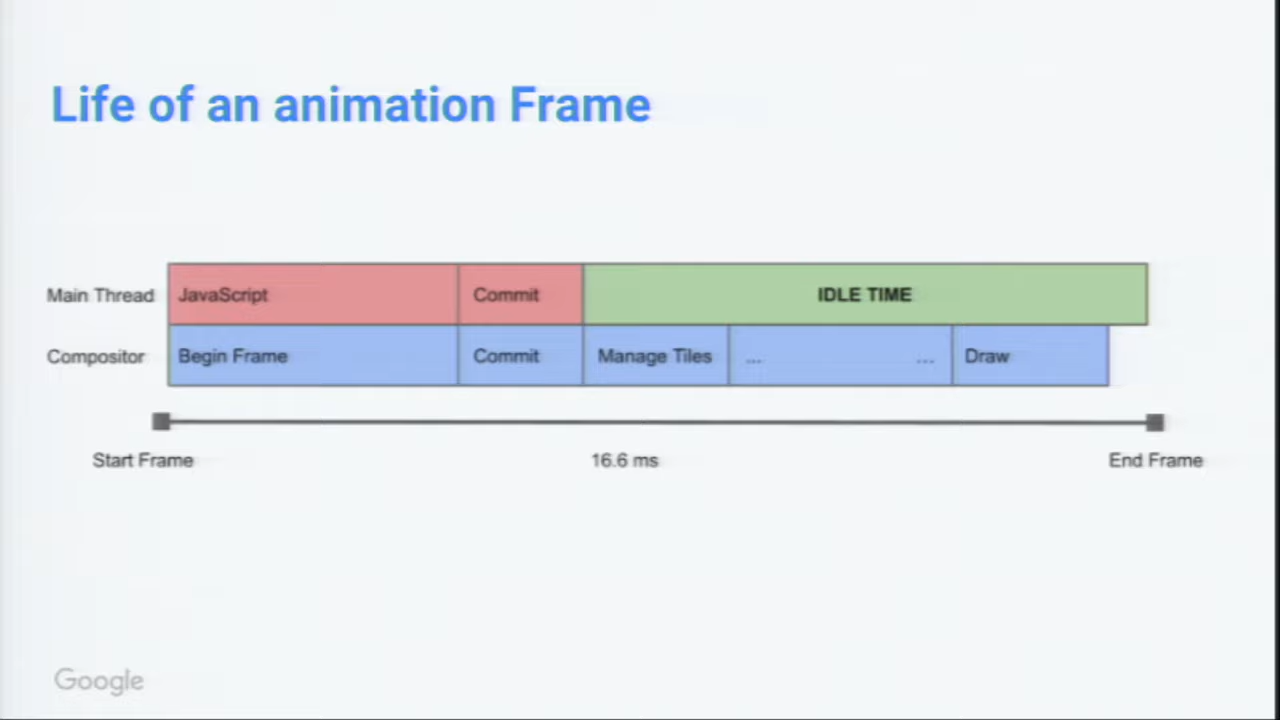 Life of an animation Frame
Main Thread JavaScript Commit IDLE TIME
Compositor Begin Frame Commit Manage Tiles ... ... Draw
Start Frame 16.6 ms End Frame
Google